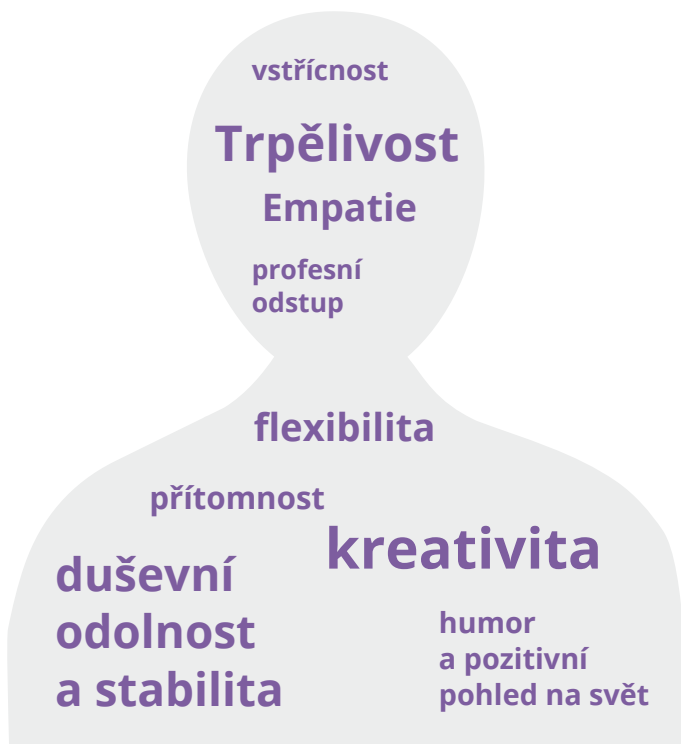 vstřícnost
Trpělivost
Empatie
profesní
odstup
flexibilita
přítomnost
kreativita
duševní
odolnost
a stabilita
humor
a pozitivní
pohled na svět